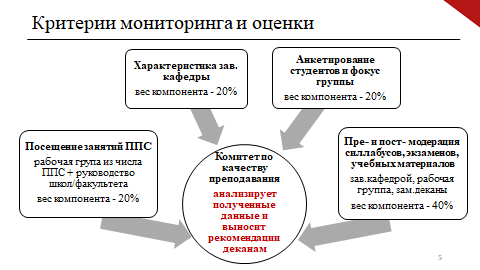 Критерии мониторинга и оценки
Характеристика зав.
кафедры
вес компонента - 20%
Анкетирование
студентов и фокус
группы
вес компонента - 20%
Посещение занятий ППС
рабочая група из числа
ППС + руководство
школ/факультета
вес компонента - 20%
Пре- и пост- модерация
силлабусов, экзаменов,
учебных материалов
зав.кафедрой, рабочая
группа, зам.деканы
вес компонента - 40%
Комитет по
качеству
преподавания
анализирует
полученные
данные и
выносит
рекомендации
деканам
5